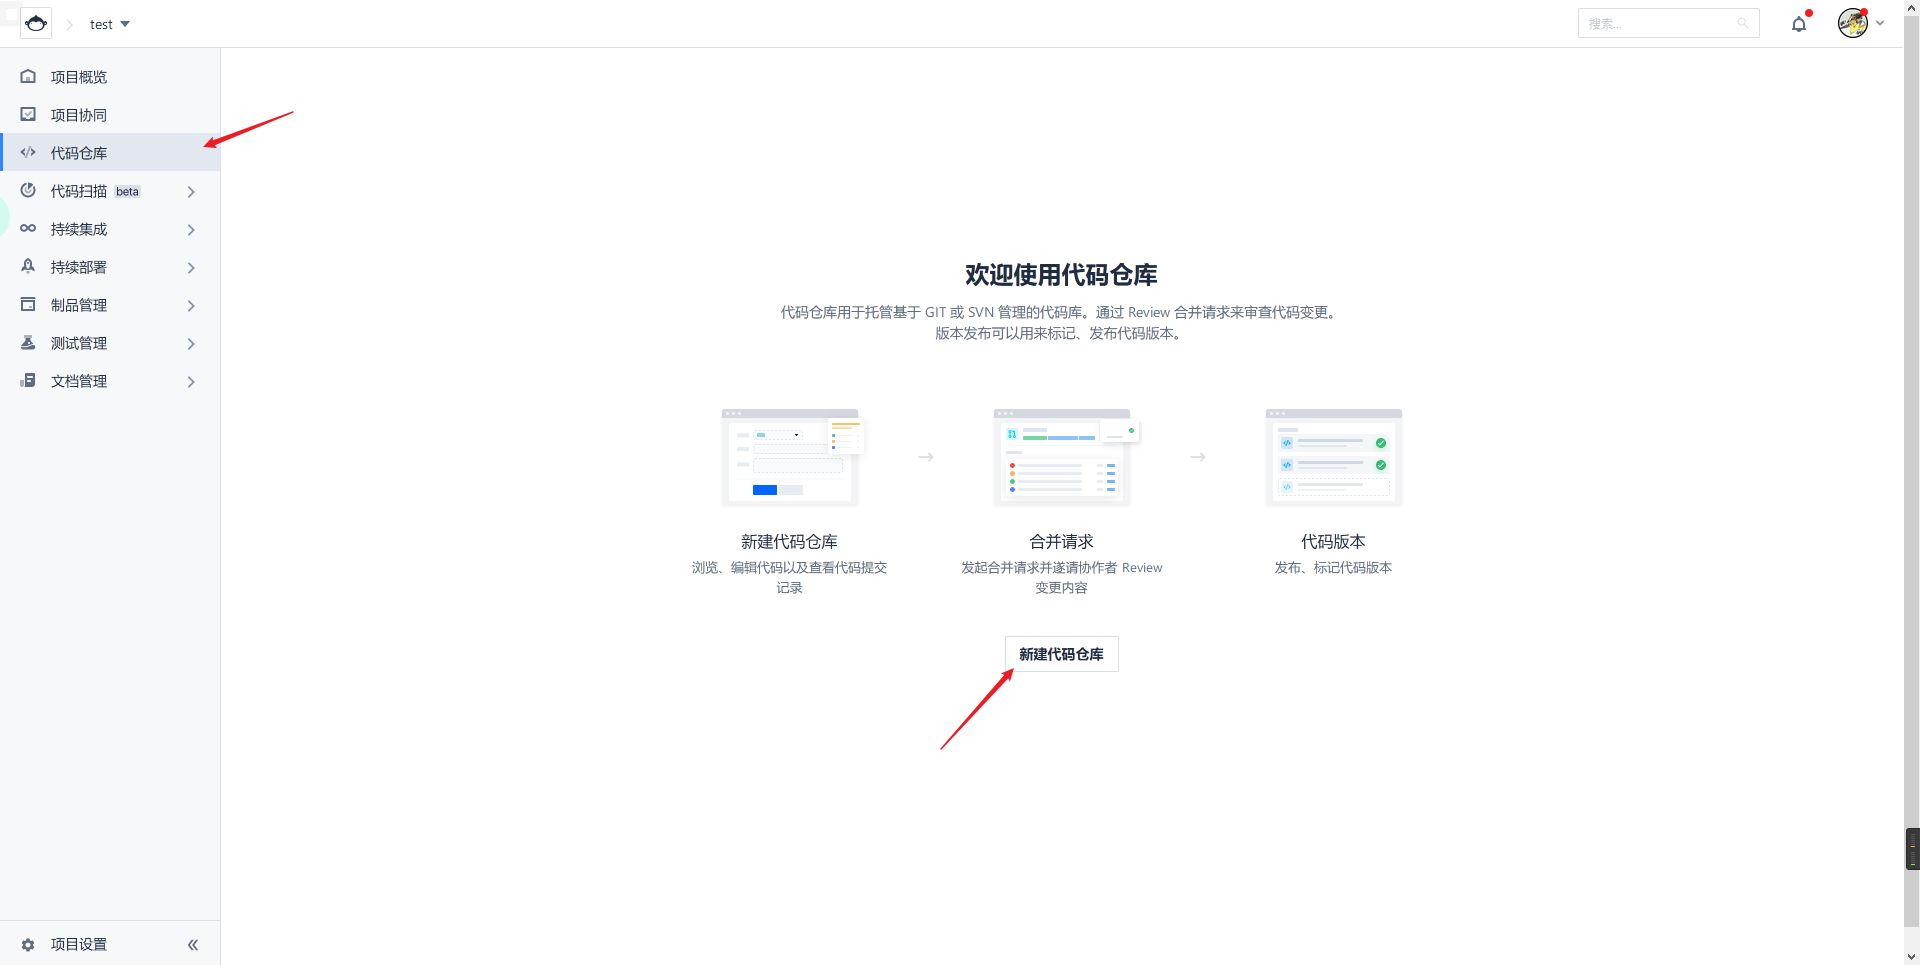 test
搜索...
项目概览
项目协同
代码仓库
代码扫描 beta
持续集成
持续部署
制品管理
测试管理
文档管理
欢迎使用代码仓库
代码仓库用于托管基于 GIT 或 SVN 管理的代码库。通过 Review 合并请求来审查代码变更。
版本发布可以用来标记、发布代码版本。
新建代码仓库
浏览、编辑代码以及查看代码提交
记录
合并请求
发起合并请求并邀请协作者 Review
变更内容
代码版本
发布、标记代码版本
新建代码仓库
项目设置